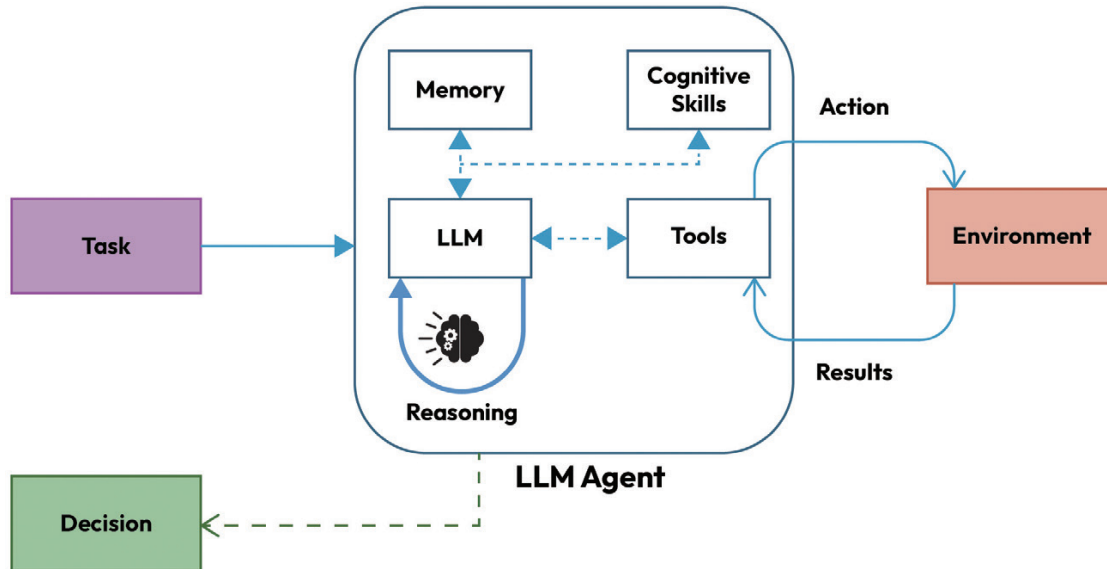 Memory
Cognitive
Skills
Action
Task
LLM
Tools
Environment
Reasoning
Results
LLM Agent
Decision